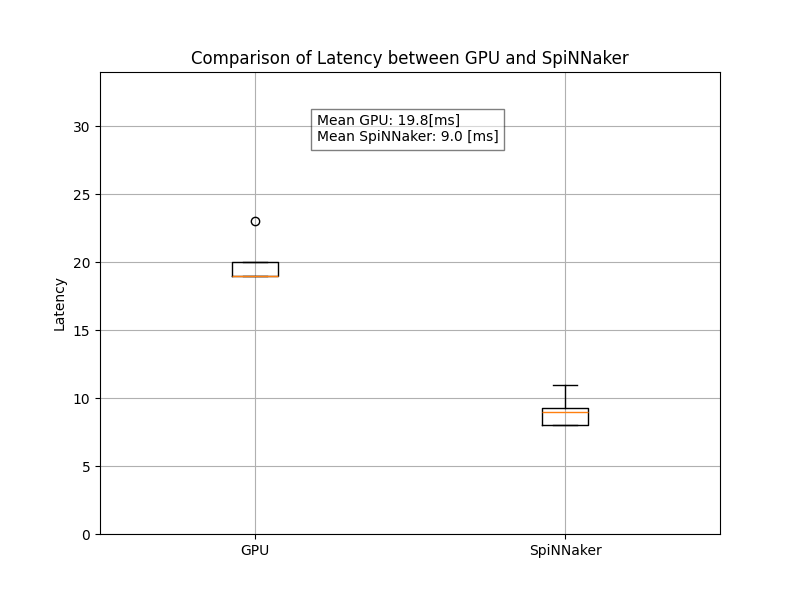 Comparison of Latency between GPU and SpiNNaker
Mean GPU: 19.8[ms]
Mean SpiNNaker: 9.0 [ms]
30
25
20
15
10
5
0
Latency
GPU
SpiNNaker